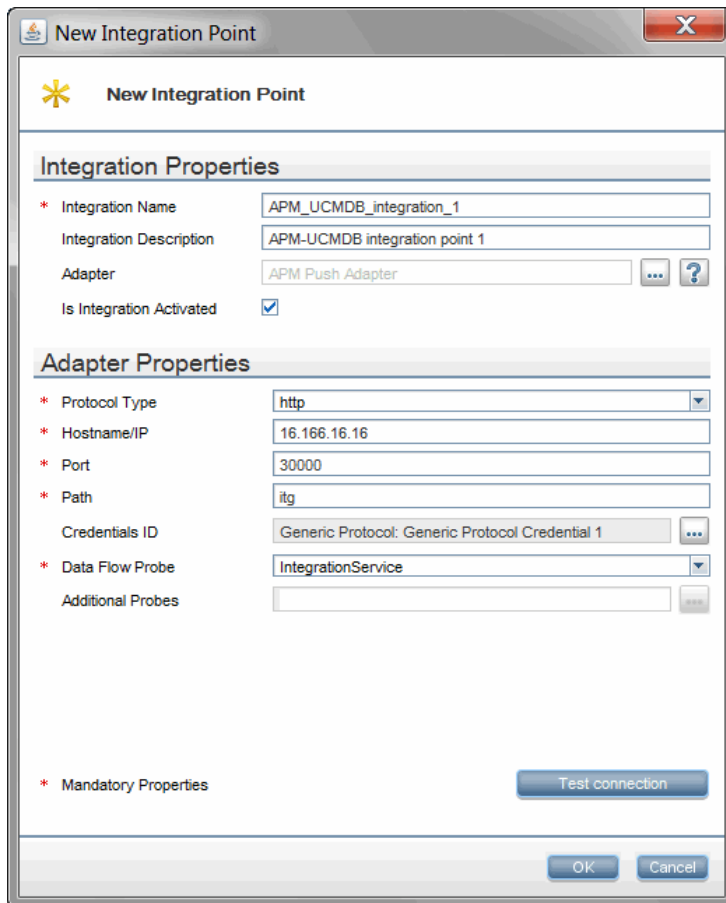 New Integration Point
X
New Integration Point
Integration Properties
* Integration Name APM_UCMDB_integration_1
Integration Description APM-UCMDB integration point 1
Adapter APM Push Adapter ... ?
Is Integration Activated
Adapter Properties
* Protocol Type http
* Hostname/IP 16.166.16.16
* Port 30000
* Path itg
Credentials ID Generic Protocol: Generic Protocol Credential 1 ...
* Data Flow Probe IntegrationService
Additional Probes ...
* Mandatory Properties Test connection
OK Cancel